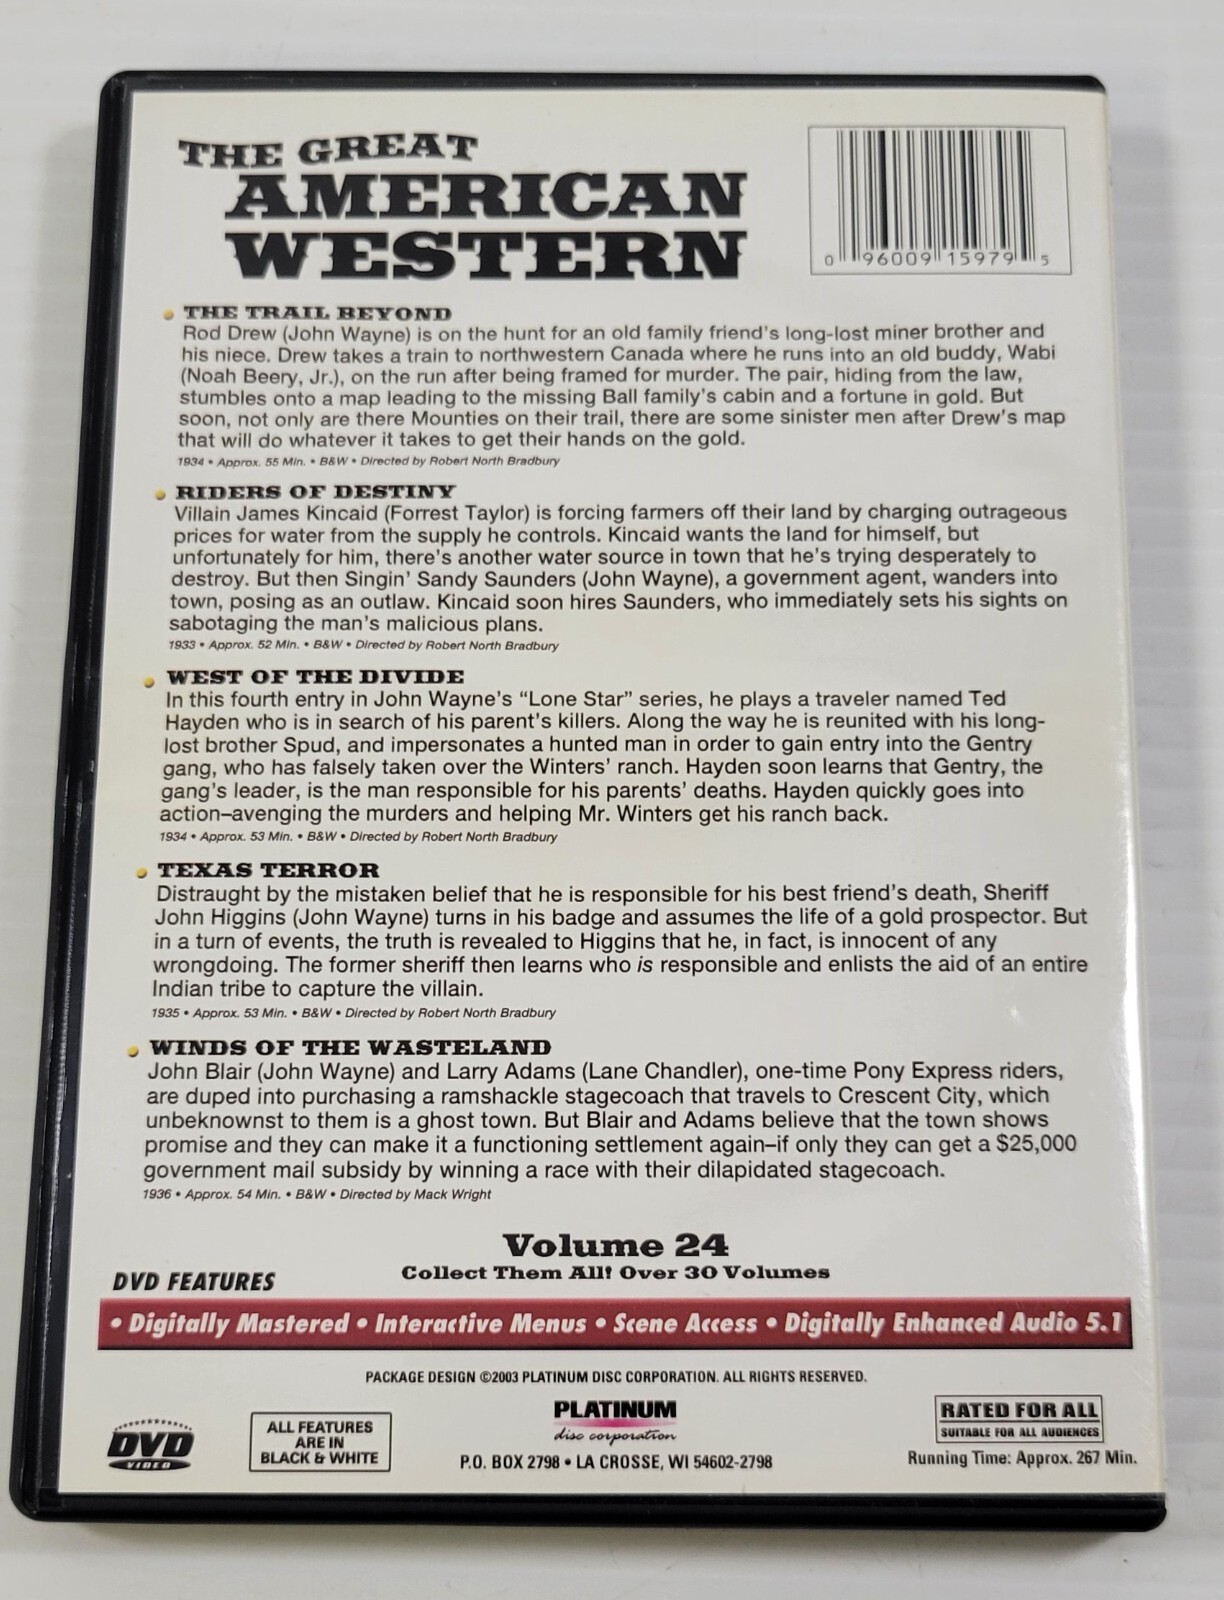 THE GREAT
AMERICAN
WESTERN
0 96009 15979 5
THE TRAIL BEYOND
Rod Drew (John Wayne) is on the hunt for an old family friend's long-lost miner brother and
his niece. Drew takes a train to northwestern Canada where he runs into an old buddy, Wabi
(Noah Beery, Jr.), on the run after being framed for murder. The pair, hiding from the law,
stumbles onto a map leading to the missing Ball family's cabin and a fortune in gold. But
soon, not only are there Mounties on their trail, there are some sinister men after Drew's map
that will do whatever it takes to get their hands on the gold.
1934 • Approx. 55 Min. • B&W • Directed by Robert North Bradbury
RIDERS OF DESTINY
Villain James Kincaid (Forrest Taylor) is forcing farmers off their land by charging outrageous
prices for water from the supply he controls. Kincaid wants the land for himself, but
unfortunately for him, there's another water source in town that he's trying desperately to
destroy. But then Singin' Sandy Saunders (John Wayne), a government agent, wanders into
town, posing as an outlaw. Kincaid soon hires Saunders, who immediately sets his sights on
sabotaging the man's malicious plans.
1933 • Approx. 52 Min. • B&W • Directed by Robert North Bradbury
WEST OF THE DIVIDE
In this fourth entry in John Wayne's “Lone Star” series, he plays a traveler named Ted
Hayden who is in search of his parent's killers. Along the way he is reunited with his long-
lost brother Spud, and impersonates a hunted man in order to gain entry into the Gentry
gang, who has falsely taken over the Winters' ranch. Hayden soon learns that Gentry, the
gang's leader, is the man responsible for his parents' deaths. Hayden quickly goes into
action–avenging the murders and helping Mr. Winters get his ranch back.
1934 • Approx. 53 Min. • B&W • Directed by Robert North Bradbury
TEXAS TERROR
Distraught by the mistaken belief that he is responsible for his best friend's death, Sheriff
John Higgins (John Wayne) turns in his badge and assumes the life of a gold prospector. But
in a turn of events, the truth is revealed to Higgins that he, in fact, is innocent of any
wrongdoing. The former sheriff then learns who is responsible and enlists the aid of an entire
Indian tribe to capture the villain.
1935 • Approx. 53 Min. • B&W • Directed by Robert North Bradbury
WINDS OF THE WASTELAND
John Blair (John Wayne) and Larry Adams (Lane Chandler), one-time Pony Express riders,
are duped into purchasing a ramshackle stagecoach that travels to Crescent City, which
unbeknownst to them is a ghost town. But Blair and Adams believe that the town shows
promise and they can make it a functioning settlement again–if only they can get a $25,000
government mail subsidy by winning a race with their dilapidated stagecoach.
1936 • Approx. 54 Min. • B&W • Directed by Mack Wright
Volume 24
Collect Them All! Over 30 Volumes
DVD FEATURES
• Digitally Mastered • Interactive Menus • Scene Access • Digitally Enhanced Audio 5.1
PACKAGE DESIGN ©2003 PLATINUM DISC CORPORATION. ALL RIGHTS RESERVED.
DVD
VIDEO
ALL FEATURES
ARE IN
BLACK & WHITE
PLATINUM
disc corporation
P.O. BOX 2798 • LA CROSSE, WI 54602-2798
RATED FOR ALL
SUITABLE FOR ALL AUDIENCES
Running Time: Approx. 267 Min.